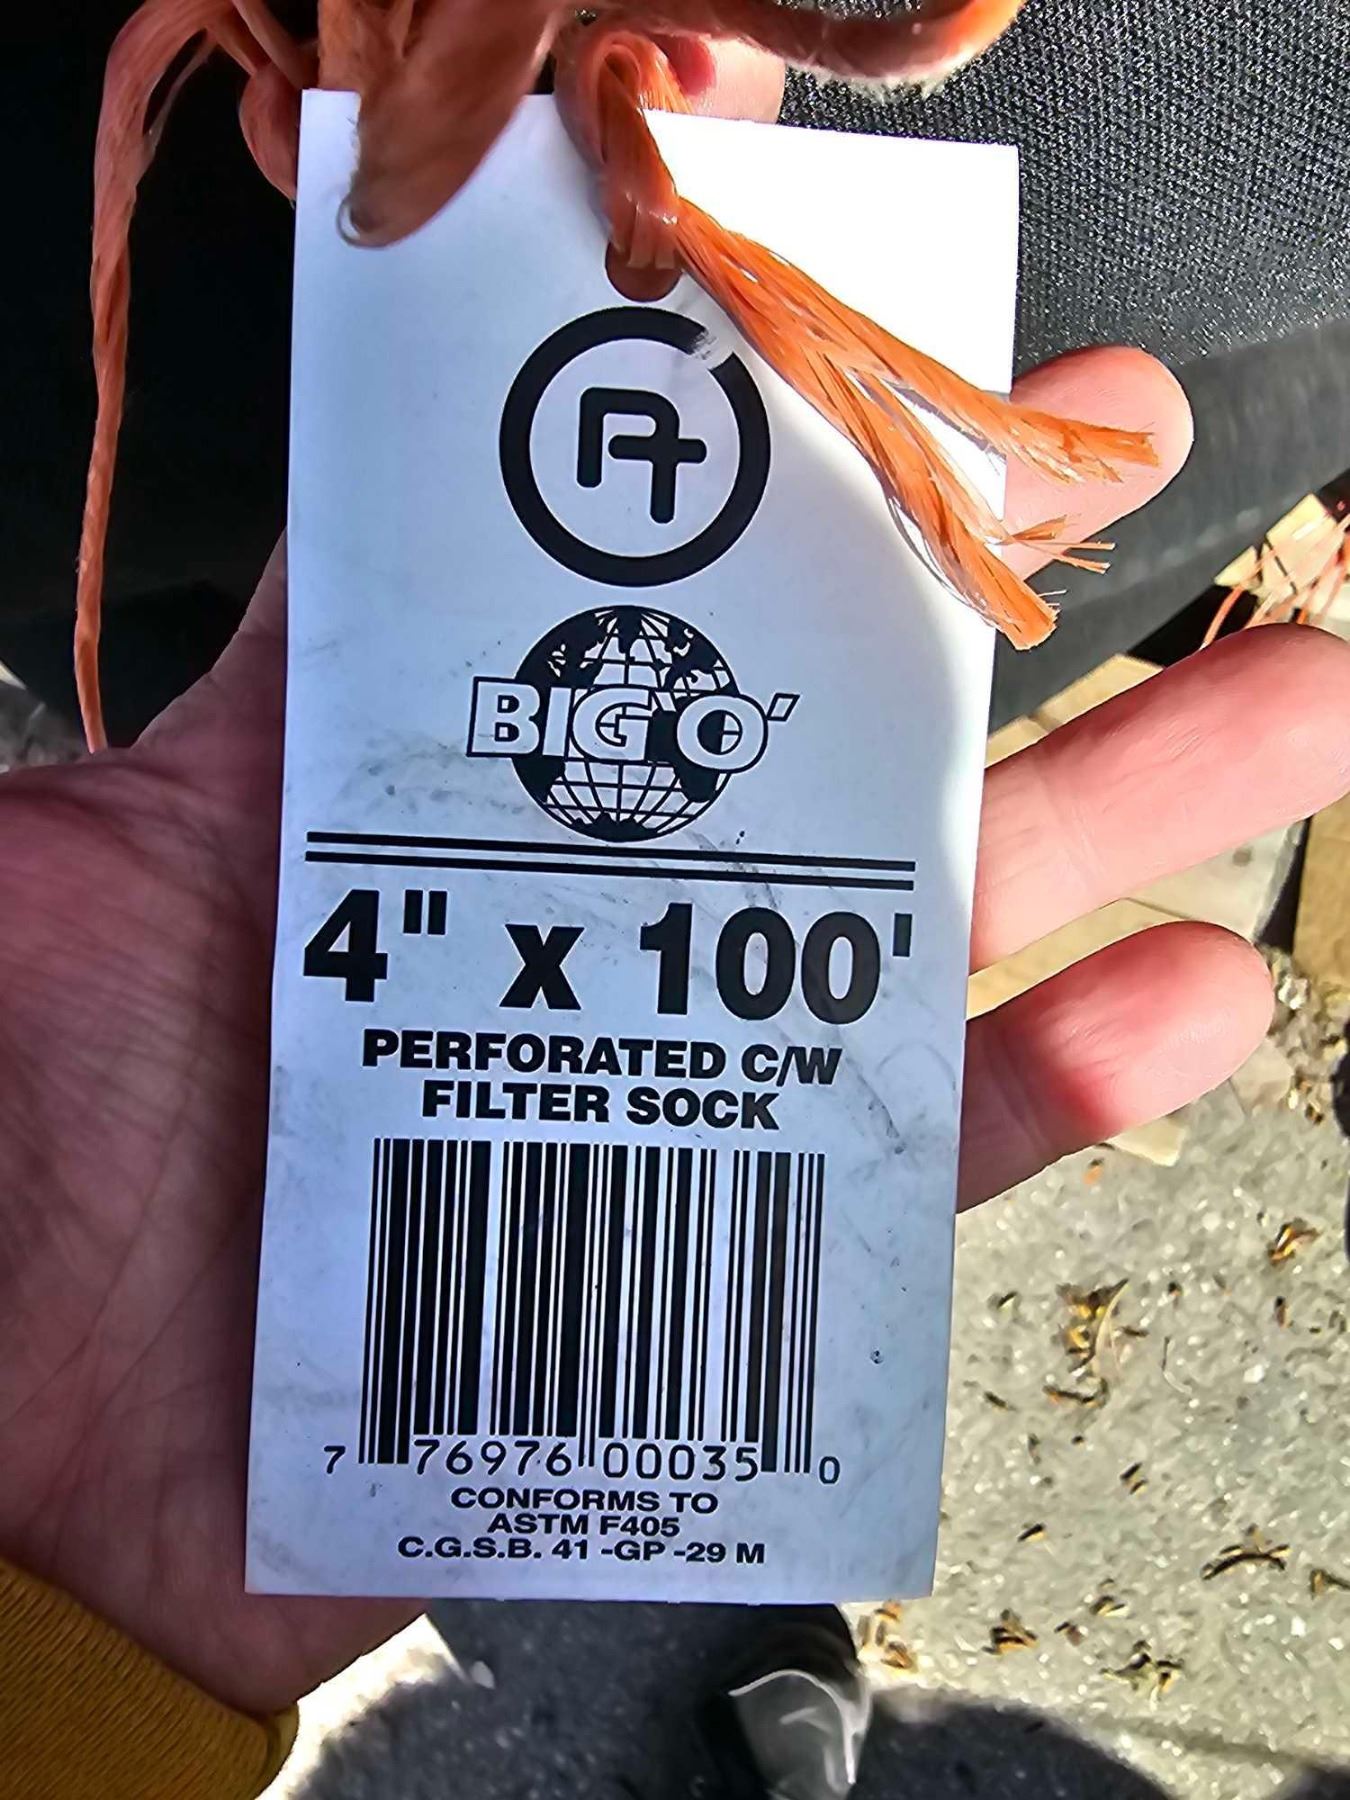 BIG 'O'
4" x 100'
PERFORATED C/W
FILTER SOCK
7 76976 00035 0
CONFORMS TO
ASTM F405
C.G.S.B. 41 -GP -29 M